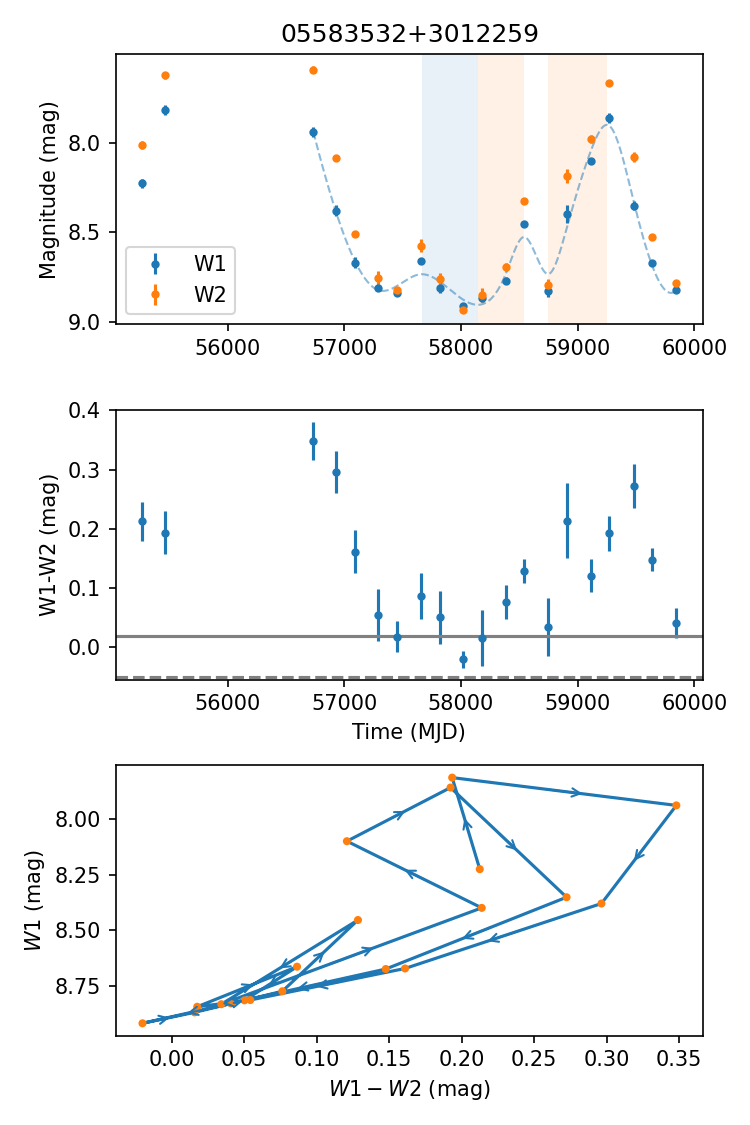 05583532+3012259
Magnitude (mag)
8.0
8.5
9.0
W1
W2
56000 57000 58000 59000 60000
W1-W2 (mag)
0.4
0.3
0.2
0.1
0.0
56000 57000 58000 59000 60000
Time (MJD)
W1 (mag)
8.00
8.25
8.50
8.75
0.00 0.05 0.10 0.15 0.20 0.25 0.30 0.35
W1 − W2 (mag)